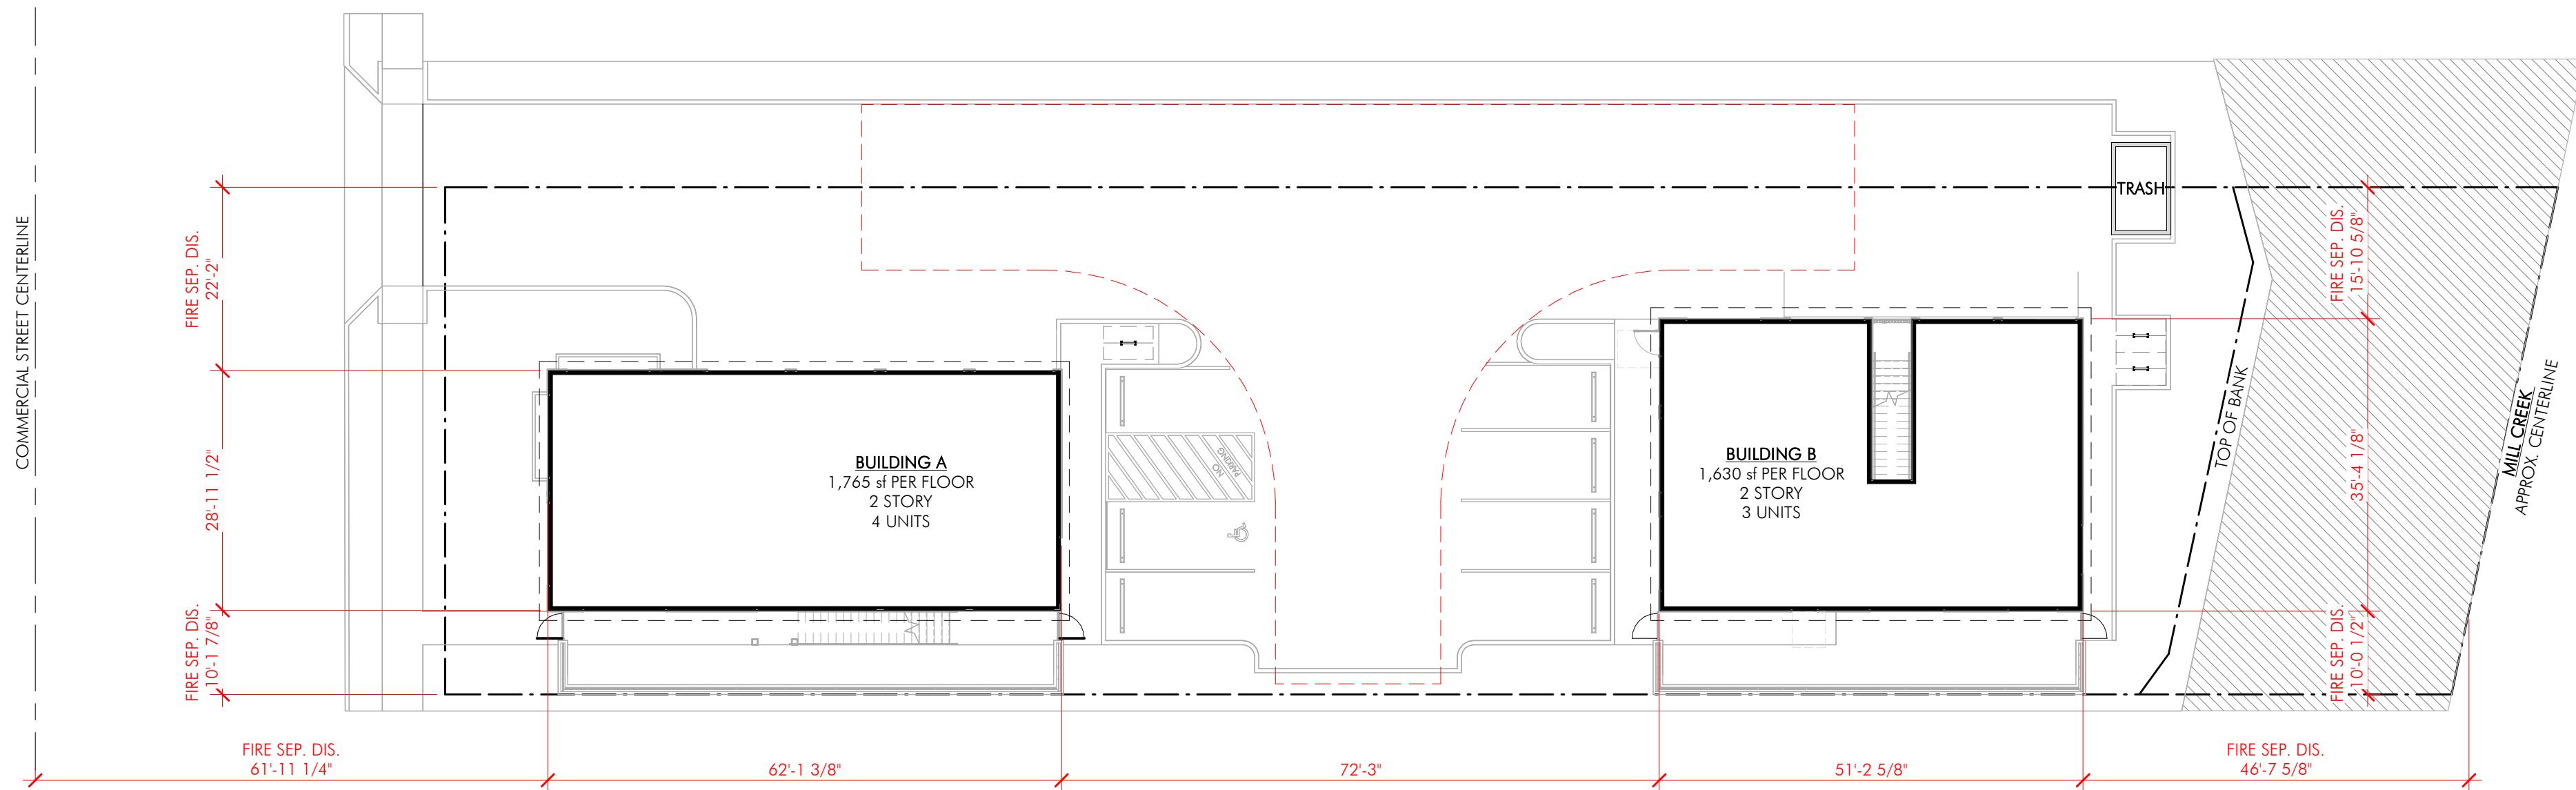 COMMERCIAL STREET CENTERLINE
FIRE SEP. DIS.
22'-2"
28'-11 1/2"
FIRE SEP. DIS.
10'-1 7/8"
BUILDING A
1,765 sf PER FLOOR
2 STORY
4 UNITS
NO
PARKING
BUILDING B
1,630 sf PER FLOOR
2 STORY
3 UNITS
TRASH
TOP OF BANK
FIRE SEP. DIS.
15'-10 5/8"
35'-4 1/8"
FIRE SEP. DIS.
10'-0 1/2"
MILL CREEK
APPROX. CENTERLINE
FIRE SEP. DIS.
61'-11 1/4"
62'-1 3/8"
72'-3"
51'-2 5/8"
FIRE SEP. DIS.
46'-7 5/8"